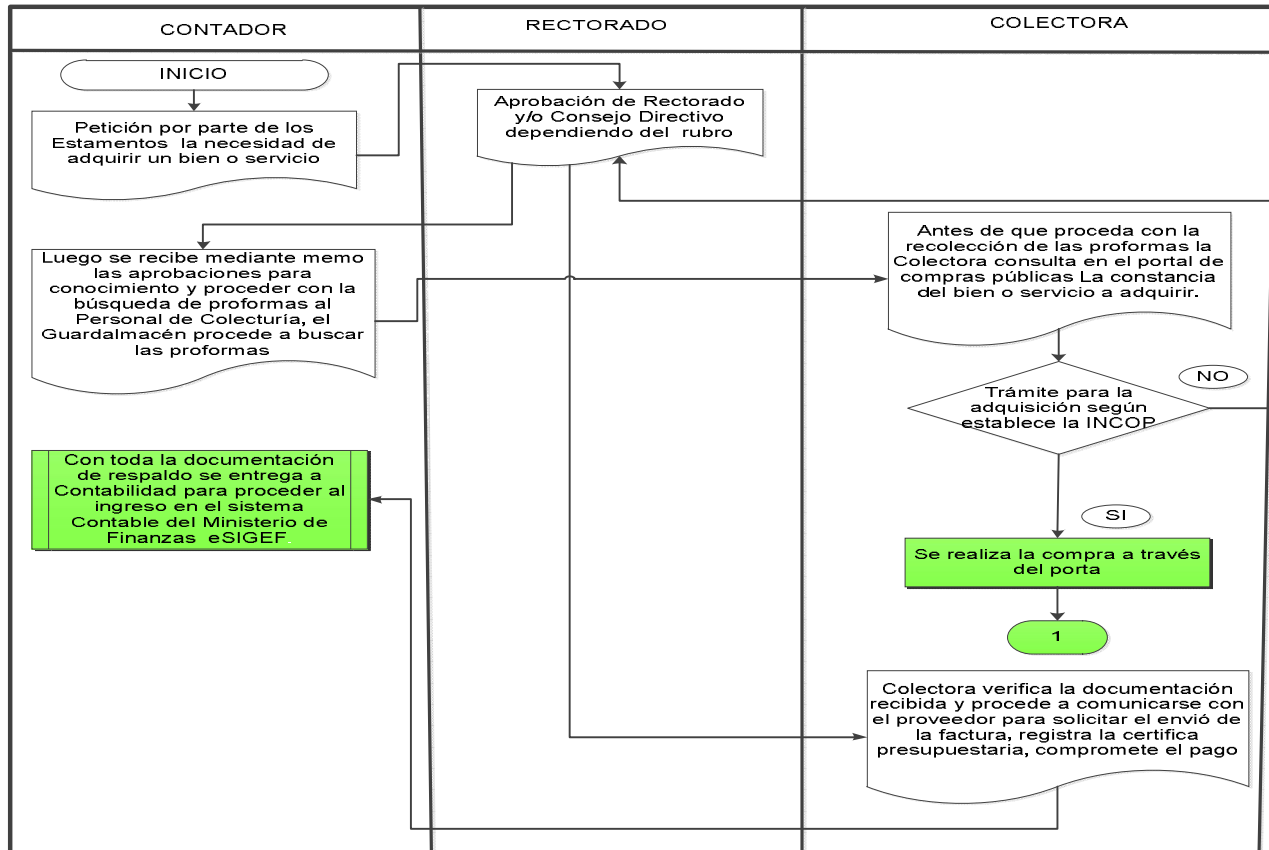 CONTADOR
RECTORADO
COLECTORA
INICIO
Petición por parte de los
Estamentos la necesidad de
adquirir un bien o servicio
Aprobación de Rectorado
y/o Consejo Directivo
dependiendo del rubro
Luego se recibe mediante memo
las aprobaciones para
conocimiento y proceder con la
búsqueda de proformas al
Personal de Colecturía, el
Guardalmacén procede a buscar
las proformas
Antes de que proceda con la
recolección de las proformas la
Colectora consulta en el portal de
compras públicas La constancia
del bien o servicio a adquirir.
NO
Trámite para la
adquisición según
establece la INCOP
Con toda la documentación
de respaldo se entrega a
Contabilidad para proceder al
ingreso en el sistema
Contable del Ministerio de
Finanzas eSIGEF.
SI
Se realiza la compra a través
del porta
1
Colectora verifica la documentación
recibida y procede a comunicarse con
el proveedor para solicitar el envió de
la factura, registra la certifica
presupuestaria, compromete el pago